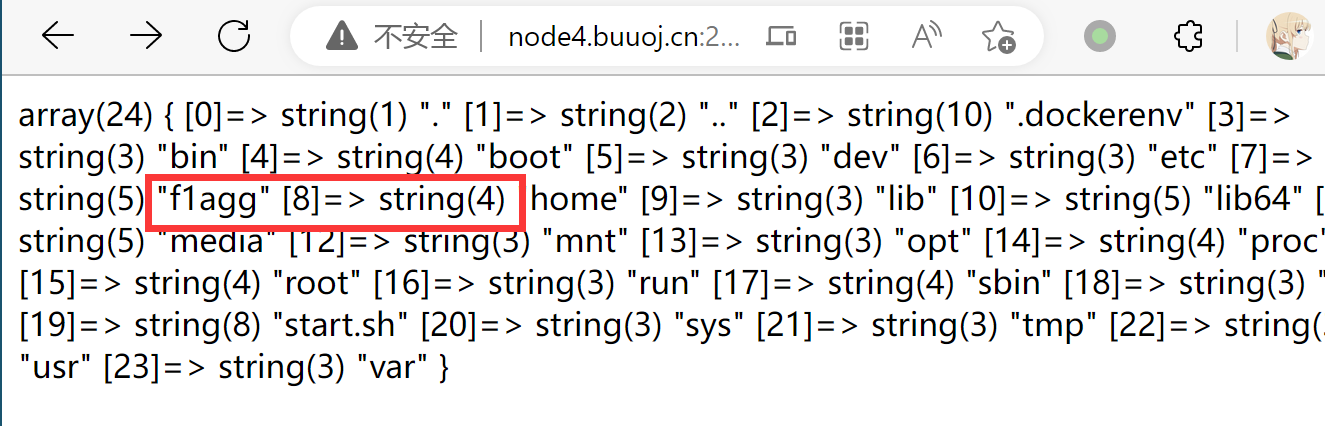 不安全 node4.buuoj.cn:2...
array(24) { [0]=> string(1) "." [1]=> string(2) ".." [2]=> string(10) ".dockerenv" [3]=>
string(3) "bin" [4]=> string(4) "boot" [5]=> string(3) "dev" [6]=> string(3) "etc" [7]=>
string(5) "f1agg" [8]=> string(4) home" [9]=> string(3) "lib" [10]=> string(5) "lib64" [
string(5) "media" [12]=> string(3) "mnt" [13]=> string(3) "opt" [14]=> string(4) "proc"
[15]=> string(4) "root" [16]=> string(3) "run" [17]=> string(4) "sbin" [18]=> string(3) "
[19]=> string(8) "start.sh" [20]=> string(3) "sys" [21]=> string(3) "tmp" [22]=> string(
"usr" [23]=> string(3) "var" }